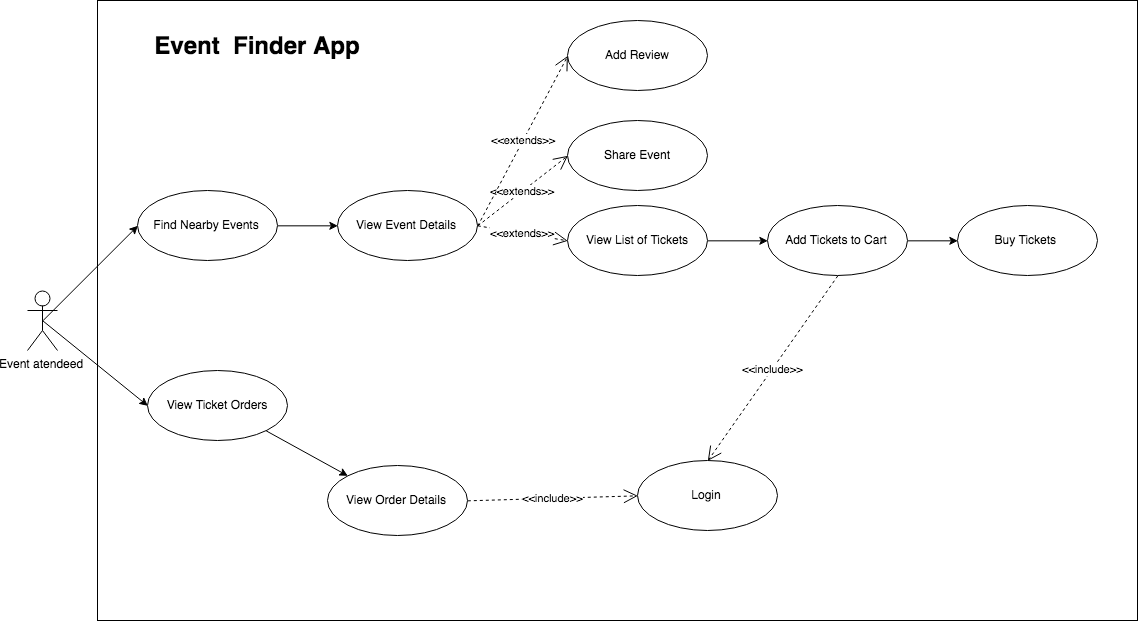 Event Finder App
Add Review
<<extends>>
Share Event
<<extends>>
Find Nearby Events
View Event Details
<<extends>>
View List of Tickets
Add Tickets to Cart
Buy Tickets
Event atendeed
<<include>>
View Ticket Orders
View Order Details
<<include>>
Login